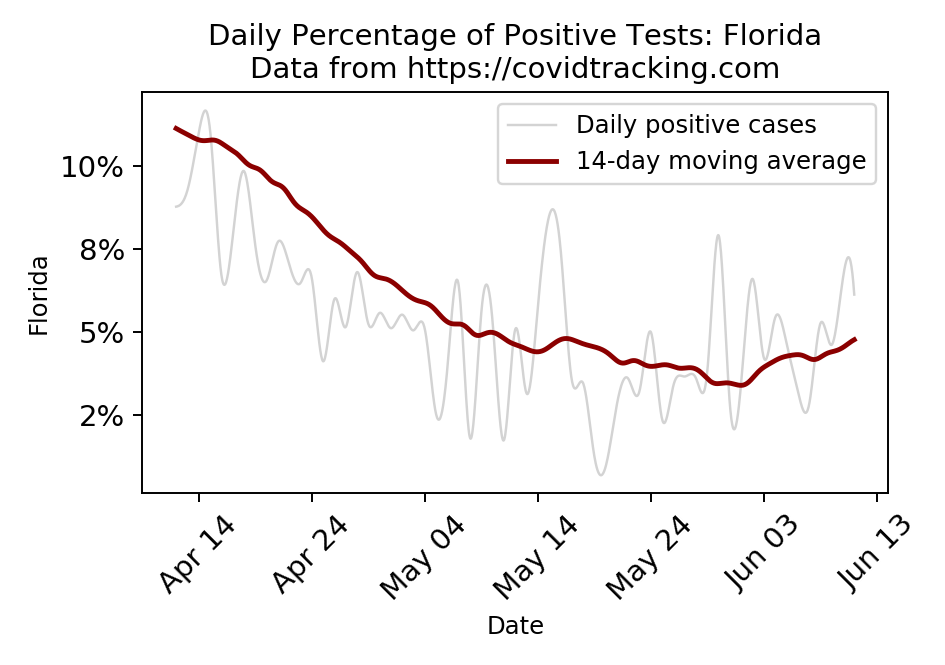 Daily Percentage of Positive Tests: Florida
Data from https://covidtracking.com
Daily positive cases
14-day moving average
10%
8%
5%
2%
Florida
Apr 14
Apr 24
May 04
May 14
May 24
Jun 03
Jun 13
Date